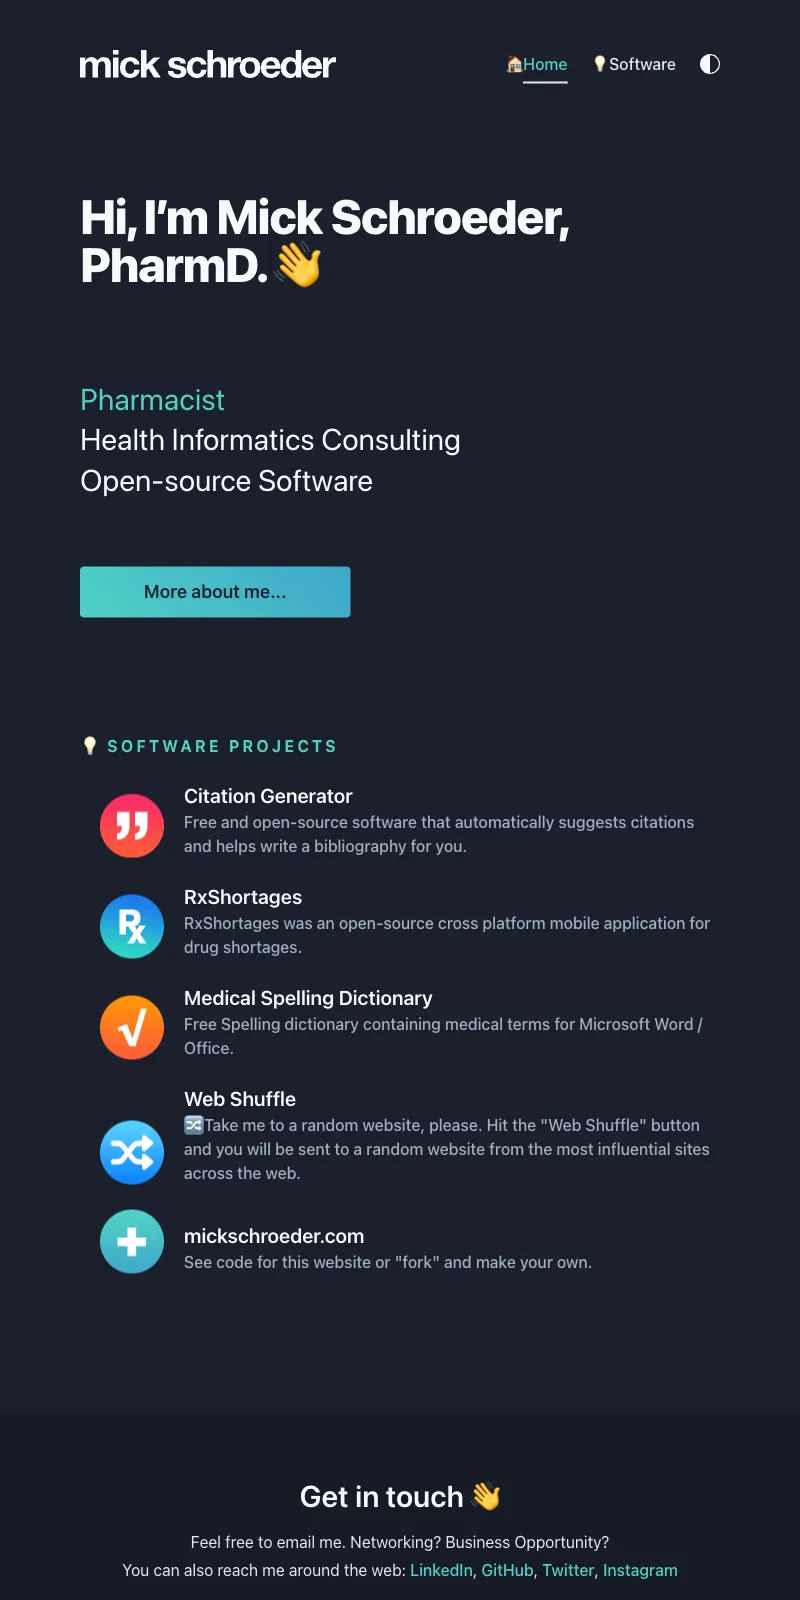 mick schroeder
🏠Home
💡Software
Hi, I’m Mick Schroeder,
PharmD.👋
Pharmacist
Health Informatics Consulting
Open-source Software
More about me...
💡 SOFTWARE PROJECTS
Citation Generator
Free and open-source software that automatically suggests citations
and helps write a bibliography for you.
RxShortages
RxShortages was an open-source cross platform mobile application for
drug shortages.
Medical Spelling Dictionary
Free Spelling dictionary containing medical terms for Microsoft Word /
Office.
Web Shuffle
🔀Take me to a random website, please. Hit the "Web Shuffle" button
and you will be sent to a random website from the most influential sites
across the web.
mickschroeder.com
See code for this website or "fork" and make your own.
Get in touch 👋
Feel free to email me. Networking? Business Opportunity?
You can also reach me around the web: LinkedIn, GitHub, Twitter, Instagram